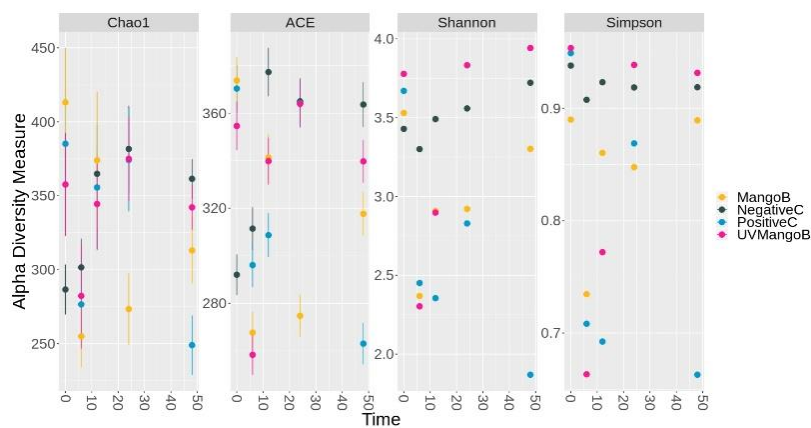 Chao1 ACE Shannon Simpson
Alpha Diversity Measure
450
400
350
300
250
360
320
280
4.0
3.5
3.0
2.5
2.0
0.9
0.8
0.7
0 10 20 30 40 50
0 10 20 30 40 50
0 10 20 30 40 50
0 10 20 30 40 50
Time
MangoB
NegativeC
PositiveC
UVMangoB